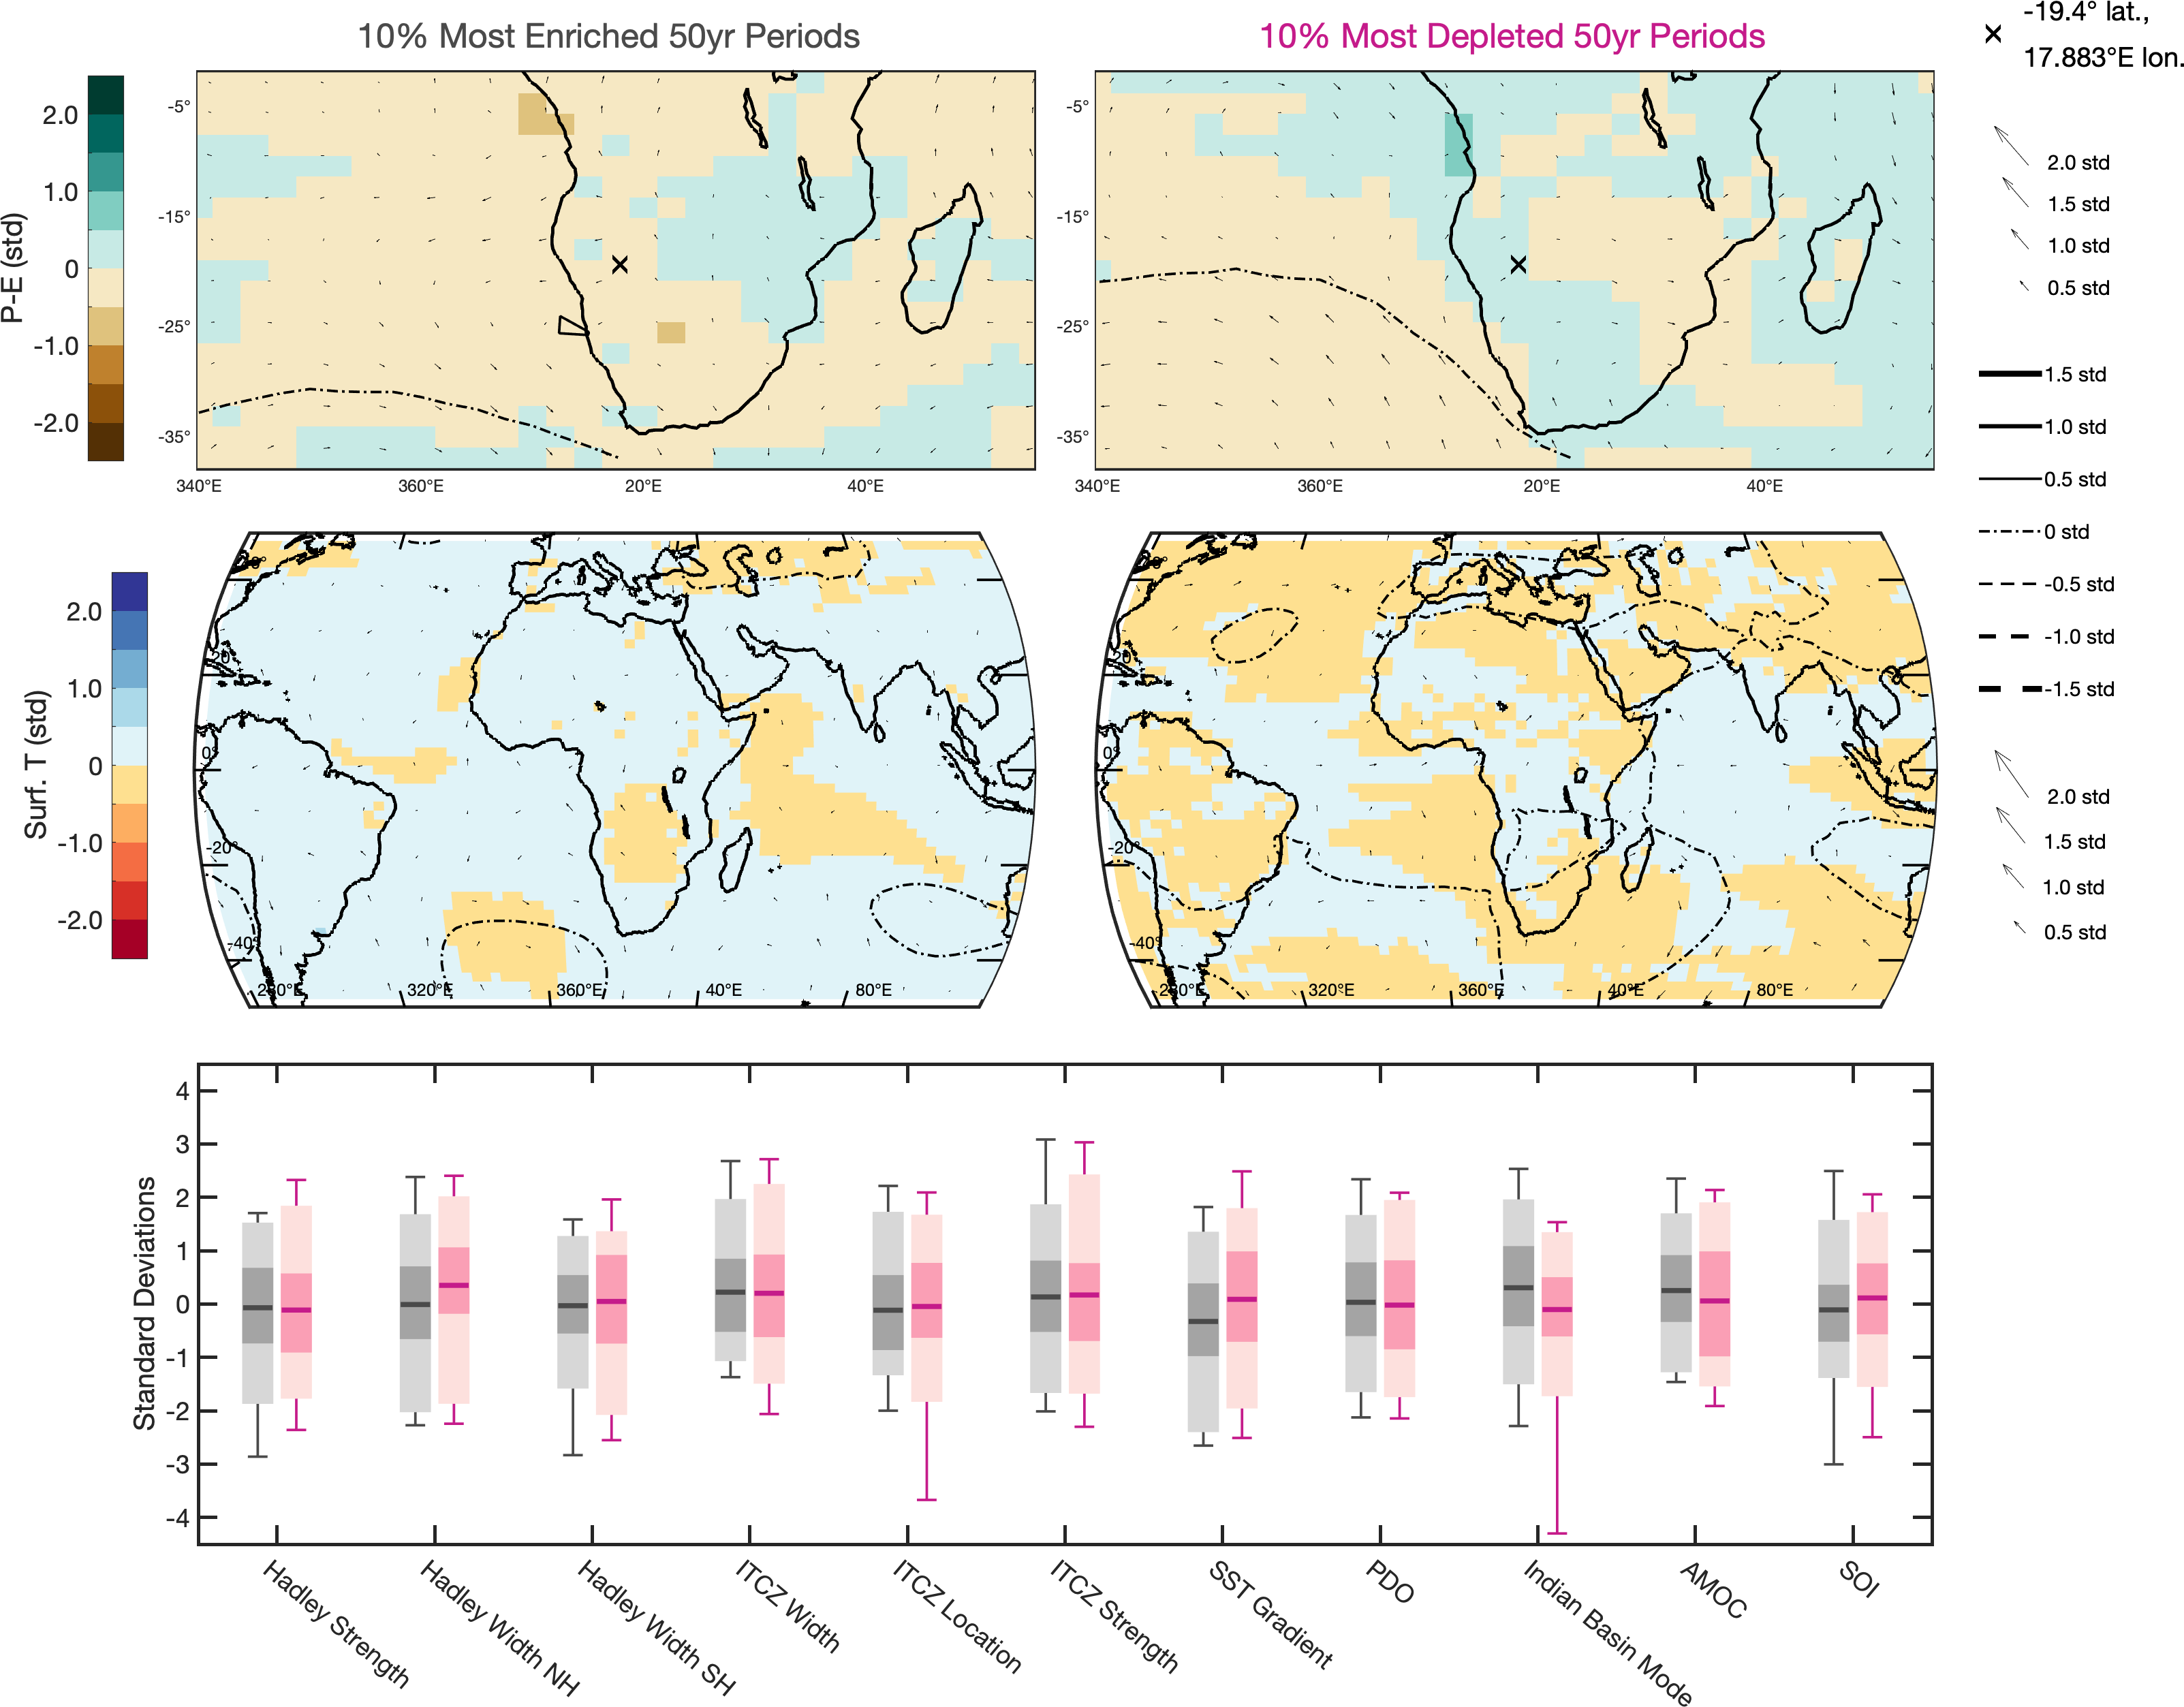 10% Most Enriched 50yr Periods
10% Most Depleted 50yr Periods
-19.4° lat.,
17.883°E lon.
P-E (std)
2.0
1.0
0
-1.0
-2.0
-5°
-15°
-25°
-35°
340°E
360°E
20°E
40°E
-5°
-15°
-25°
-35°
340°E
360°E
20°E
40°E
2.0 std
1.5 std
1.0 std
0.5 std
1.5 std
1.0 std
0.5 std
0 std
-0.5 std
-1.0 std
-1.5 std
Surf. T (std)
2.0
1.0
0
-1.0
-2.0
0°
-20°
-40°
280°E
320°E
360°E
40°E
80°E
0°
-20°
-40°
280°E
320°E
360°E
40°E
80°E
2.0 std
1.5 std
1.0 std
0.5 std
Standard Deviations
4
3
2
1
0
-1
-2
-3
-4
Hadley Strength
Hadley Width NH
Hadley Width SH
ITCZ Width
ITCZ Location
ITCZ Strength
SST Gradient
PDO
Indian Basin Mode
AMOC
SOI